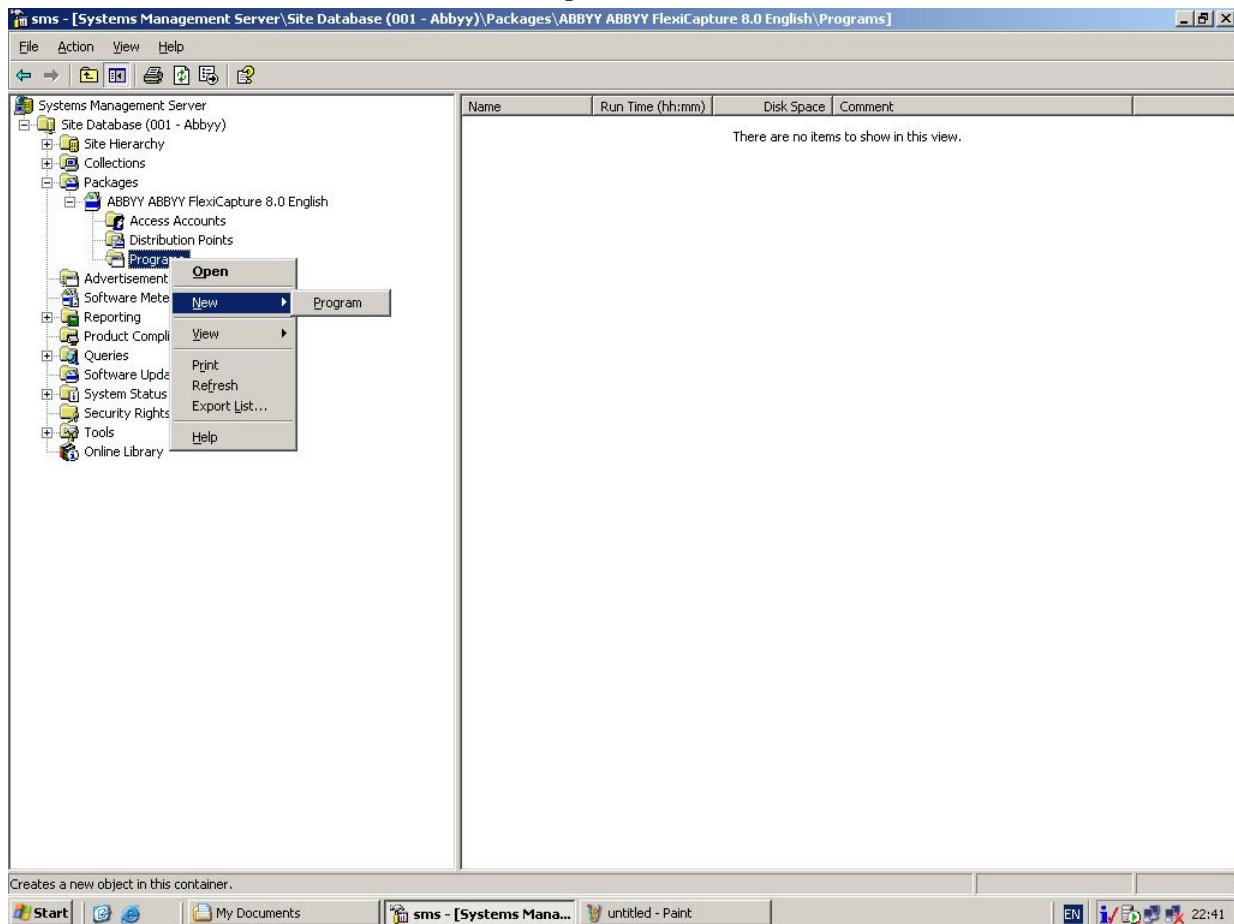 sms - [Systems Management Server\Site Database (001 - Abbyy)\Packages\ABBYY ABBYY FlexiCapture 8.0 English\Programs]
File Action View Help
Systems Management Server
Site Database (001 - Abbyy)
Site Hierarchy
Collections
Packages
ABBYY ABBYY FlexiCapture 8.0 English
Access Accounts
Distribution Points
Programs
Advertisement
Software Mete
Reporting
Product Compli
Queries
Software Upda
System Status
Security Rights
Tools
Online Library
Open
New
Program
View
Print
Refresh
Export List...
Help
Name Run Time (hh:mm) Disk Space Comment
There are no items to show in this view.
Creates a new object in this container.
Start My Documents sms - [Systems Mana... untitled - Paint EN 22:41